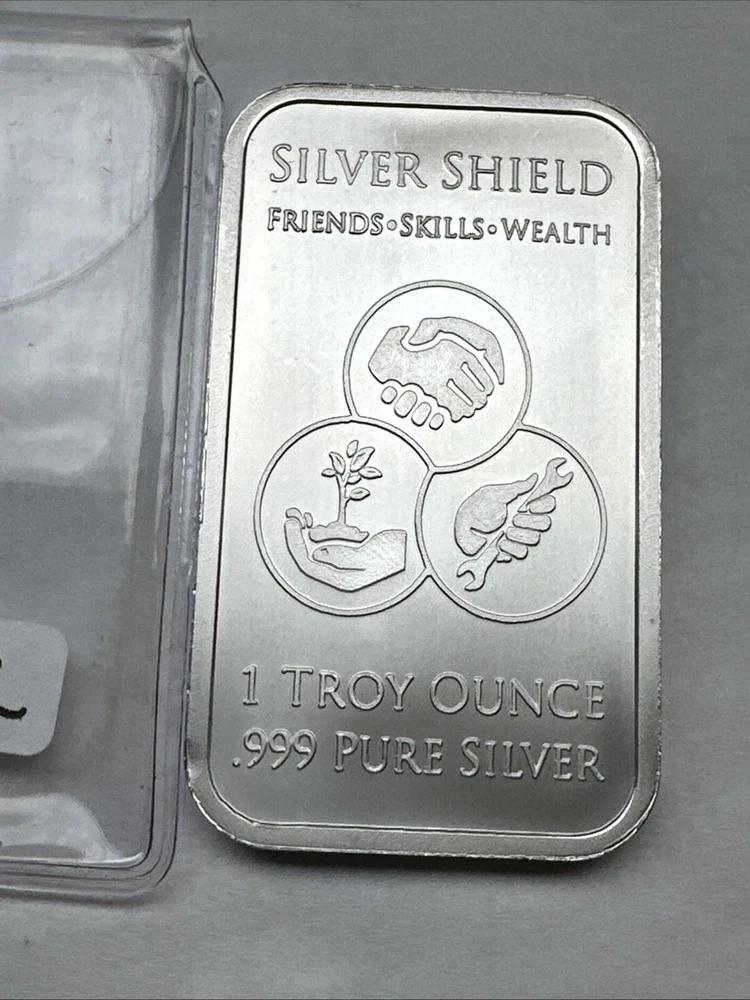 SILVER SHIELD
FRIENDS•SKILLS•WEALTH
1 TROY OUNCE
.999 PURE SILVER